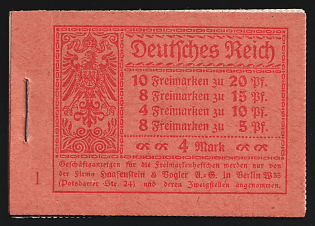 Deutsches Reich
10 Freimarken zu 20 Pf.
8 Freimarken zu 15 Pf.
4 Freimarken zu 10 Pf.
8 Freimarken zu 5 Pf.
4 Mark
1
Geschäftsanzeigen für die Freimarkenheftchen werden nur von
der Firma Haasenstein & Vogler A.=G. in Berlin W 35
(Potsdamer Str. 24) und deren Zweigstellen angenommen.